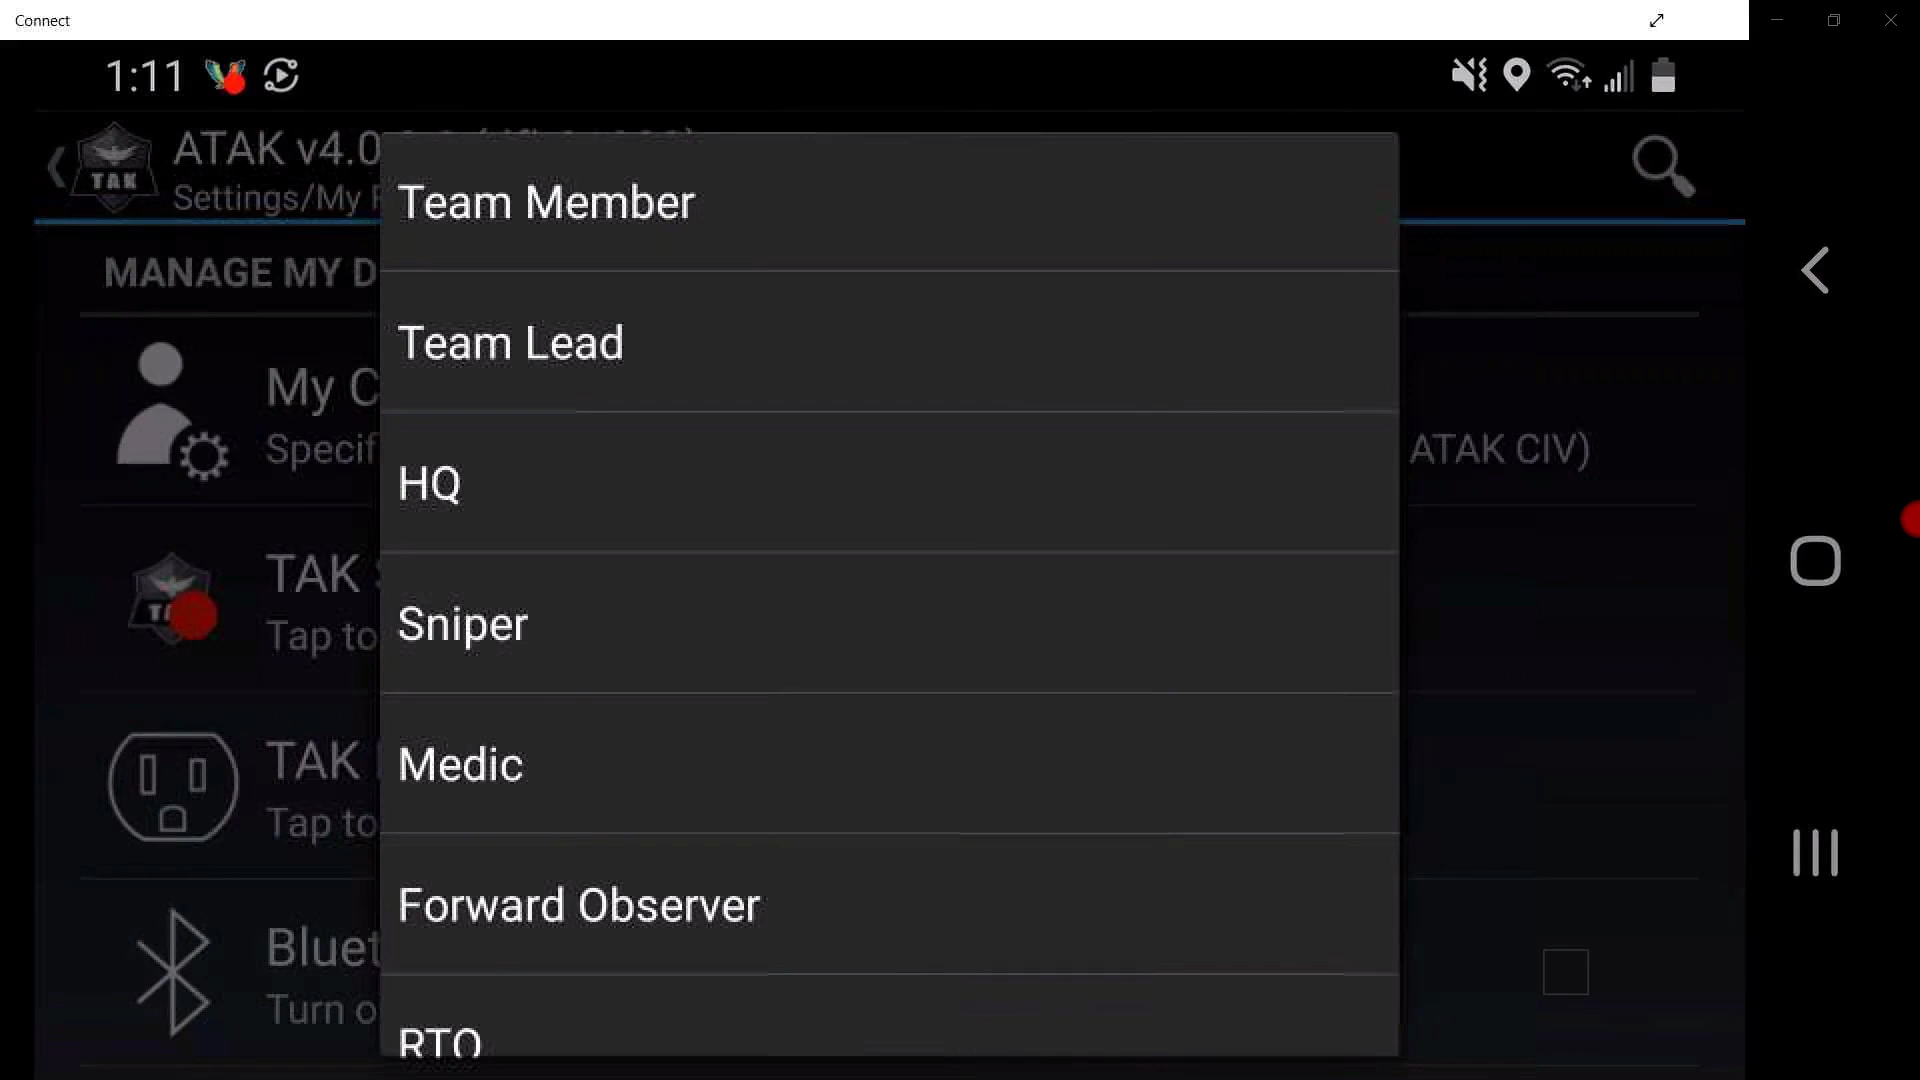 Connect
1:11
ATAK v4.0
Settings/My
TAK
MANAGE MY D
My C
Specif
ATAK CIV)
TAK
Tap to
TAK
Tap to
Bluet
Turn o
Team Member
Team Lead
HQ
Sniper
Medic
Forward Observer
RTO